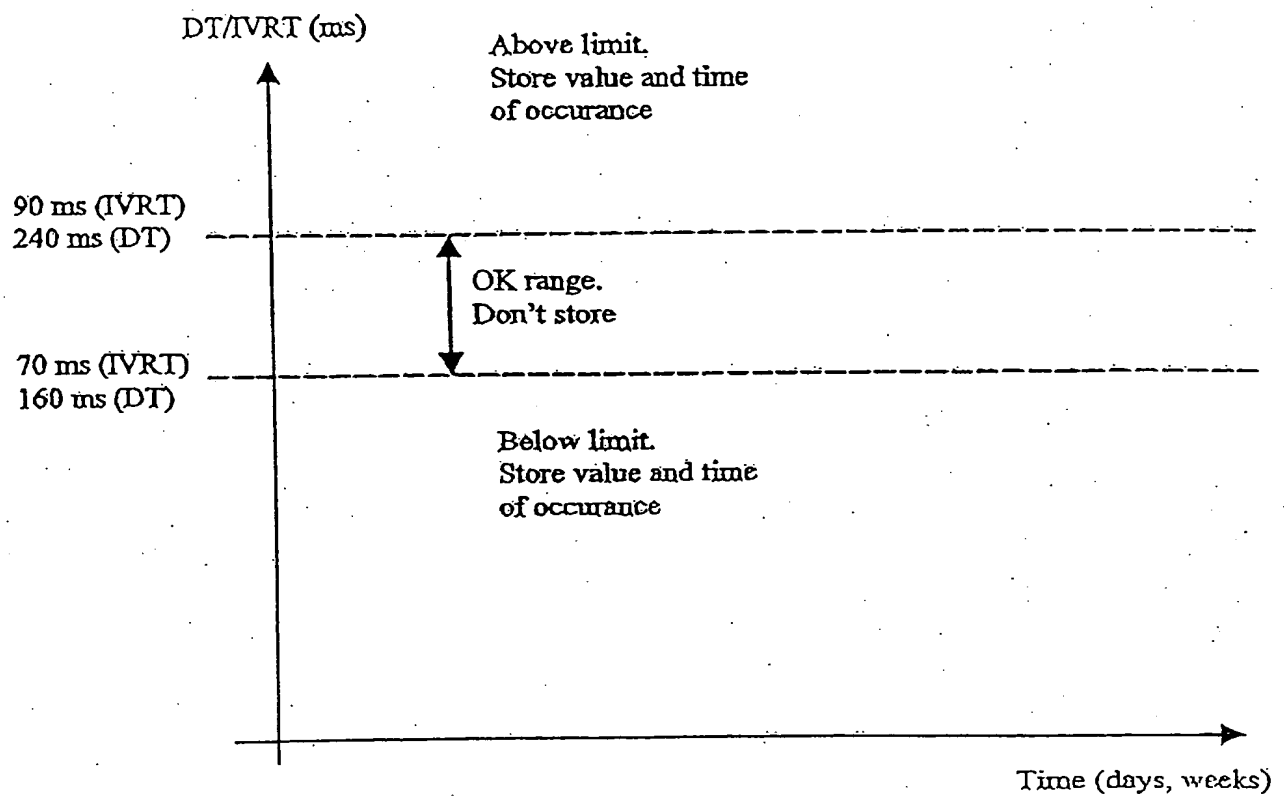 DT/IVRT (ms)
Above limit.
Store value and time
of occurance
90 ms (IVRT)
240 ms (DT)
OK range.
Don't store
70 ms (IVRT)
160 ms (DT)
Below limit.
Store value and time
of occurance
Time (days, weeks)